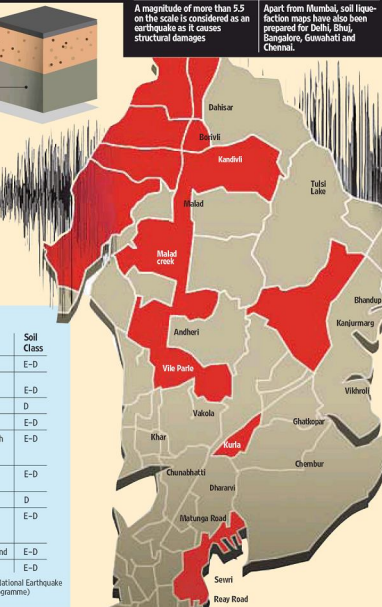 A magnitude of more than 5.5
on the scale is considered as an
earthquake as it causes
structural damages
Apart from Mumbai, soil lique-
faction maps have also been
prepared for Delhi, Bhuj,
Bangalore, Guwahati and
Chennai.
Dahisar
Borivli
Kandivli
Tulsi
Lake
Malad
Malad
creek
Bhandup
Kanjurmarg
Andheri
Vile Parle
Vikhroli
Vakola
Ghatkopar
Khar
Kurla
Chembur
Chunabhatti
Dharavi
Matunga Road
Sewri
Reay Road
Soil
Class
E-D
E-D
D
E-D
E-D
E-D
D
E-D
E-D
E-D
National Earthquake